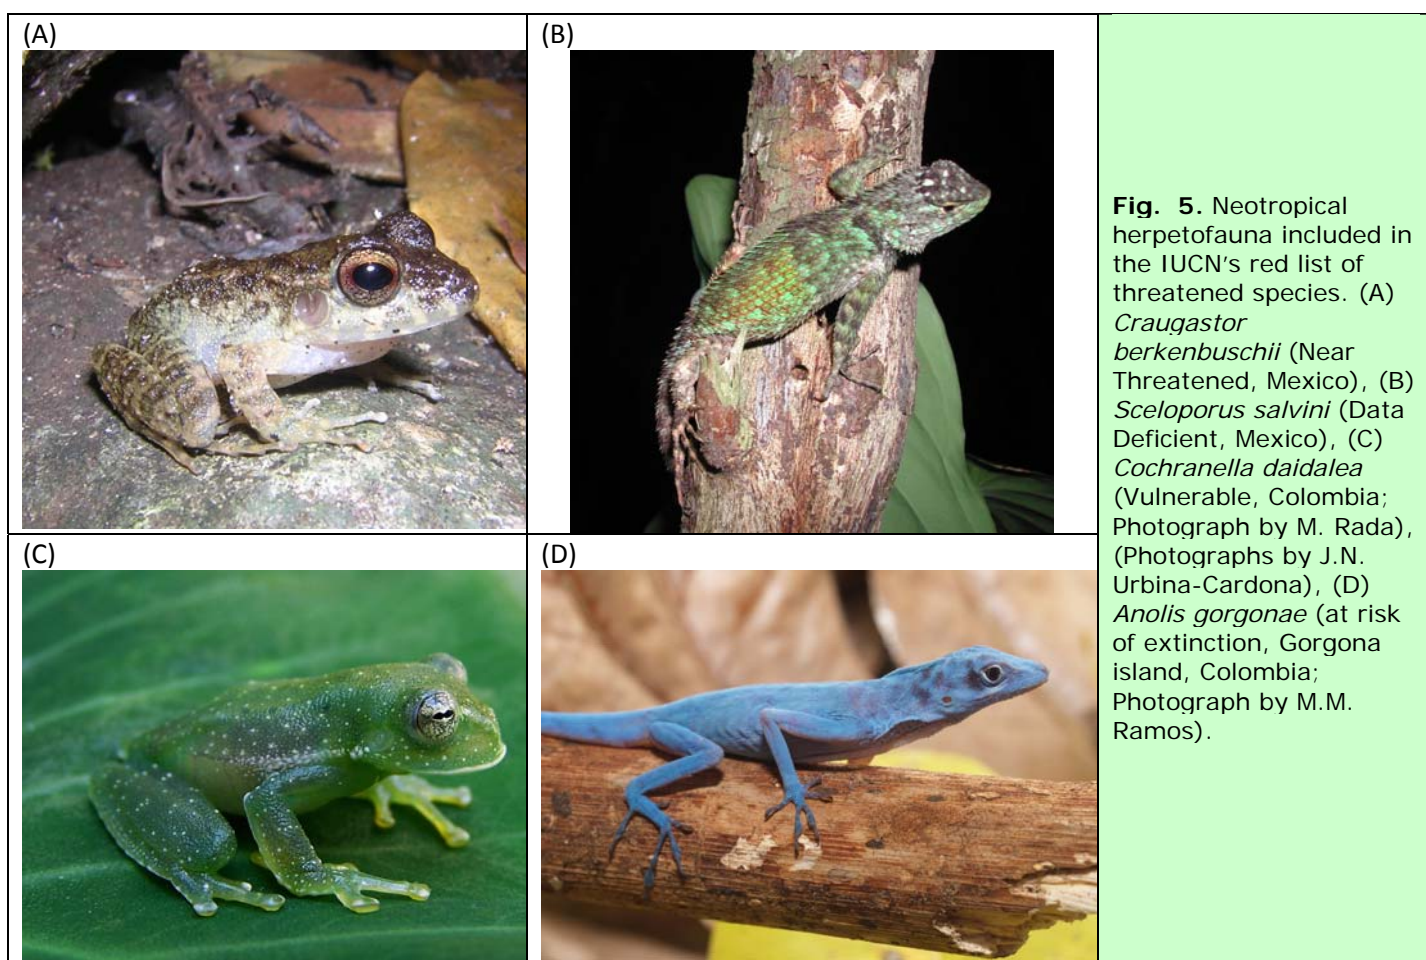 (A)
(B)
Fig. 5. Neotropical
herpetofauna included in
the IUCN's red list of
threatened species. (A)
Craugastor
berkenbuschii (Near
Threatened, Mexico), (B)
Sceloporus salvini (Data
Deficient, Mexico), (C)
Cochranella daidalea
(Vulnerable, Colombia;
Photograph by M. Rada),
(Photographs by J.N.
Urbina-Cardona), (D)
Anolis gorgonae (at risk
of extinction, Gorgona
island, Colombia;
Photograph by M.M.
Ramos).
(C)
(D)